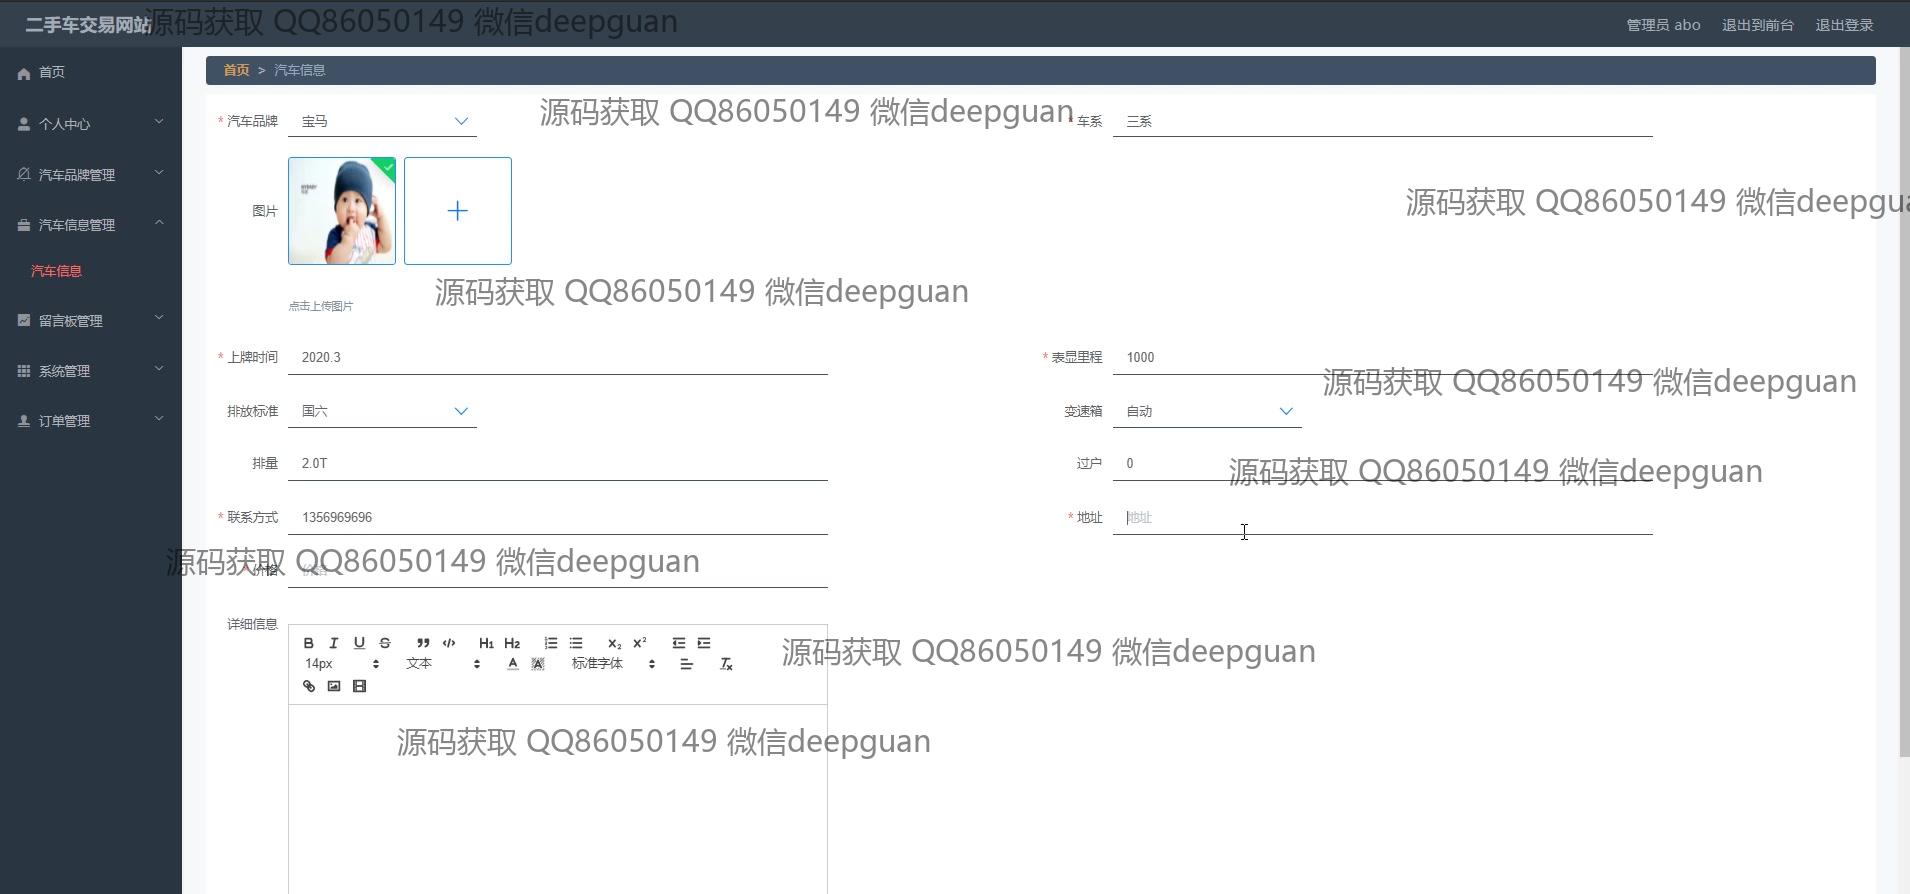 二手车交易网站
源码获取 QQ86050149 微信deepguan
管理员 abo 退出到前台 退出登录
首页
个人中心
汽车品牌管理
汽车信息管理
汽车信息
留言板管理
系统管理
订单管理
首页 > 汽车信息
* 汽车品牌 宝马
源码获取 QQ86050149 微信deepguan
* 车系 三系
源码获取 QQ86050149 微信deepgua
图片
点击上传图片
源码获取 QQ86050149 微信deepguan
* 上牌时间 2020.3
* 表显里程 1000
源码获取 QQ86050149 微信deepguan
排放标准 国六
变速箱 自动
排量 2.0T
过户 0
源码获取 QQ86050149 微信deepguan
* 联系方式 1356969696
* 地址 地址
源码获取 QQ86050149 微信deepguan
* 价格 价格
详细信息
B I U S H1 H2 X2 X2
14px 文本 A A 标准字体 Tx
源码获取 QQ86050149 微信deepguan
源码获取 QQ86050149 微信deepguan